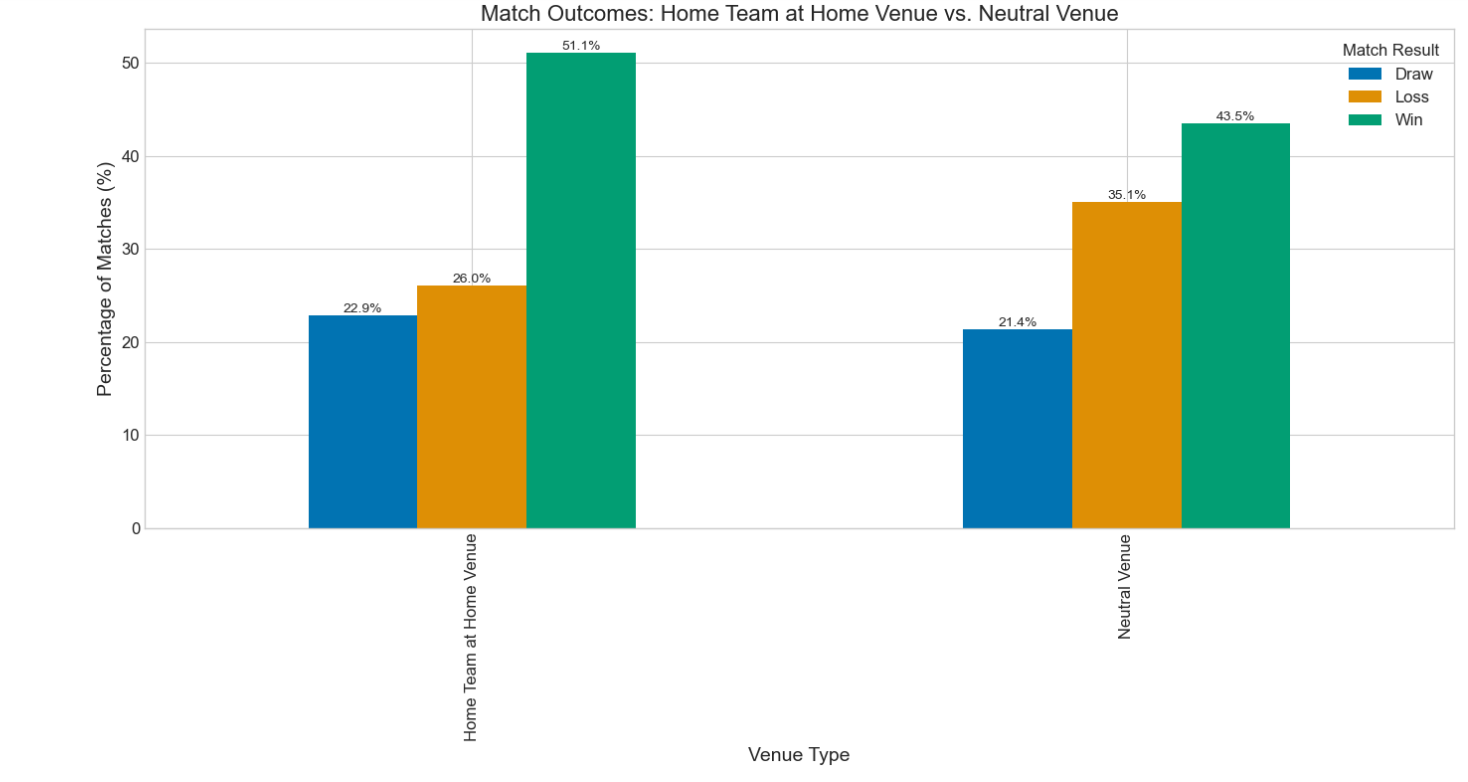 Match Outcomes: Home Team at Home Venue vs. Neutral Venue
Percentage of Matches (%)
50
40
30
20
10
0
22.9%
26.0%
51.1%
21.4%
35.1%
43.5%
Match Result
Draw
Loss
Win
Home Team at Home Venue
Neutral Venue
Venue Type